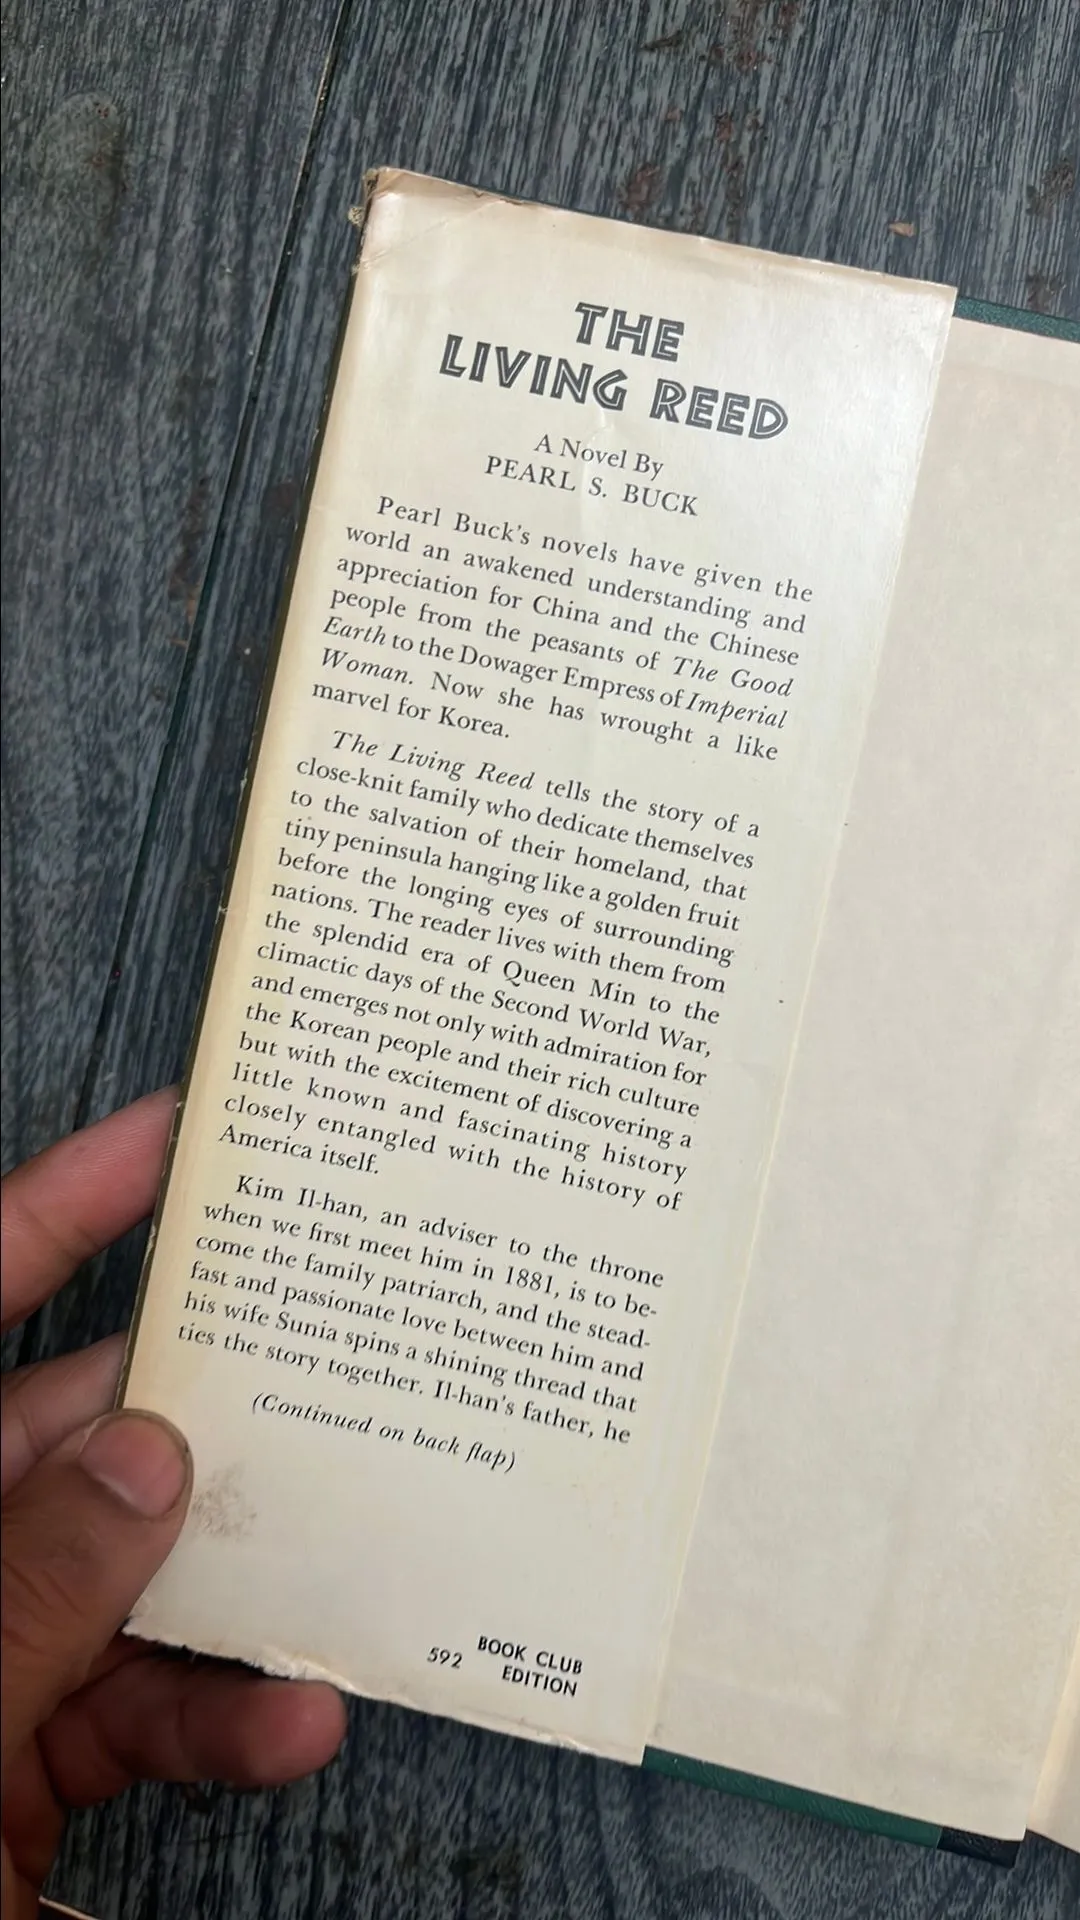 THE
LIVING REED
A Novel By
PEARL S. BUCK
Pearl Buck's novels have given the
world an awakened understanding and
appreciation for China and the Chinese
people from the peasants of The Good
Earth to the Dowager Empress of Imperial
Woman. Now she has wrought a like
marvel for Korea.
The Living Reed tells the story of a
close-knit family who dedicate themselves
to the salvation of their homeland, that
tiny peninsula hanging like a golden fruit
before the longing eyes of surrounding
nations. The reader lives with them from
the splendid era of Queen Min to the
climactic days of the Second World War,
and emerges not only with admiration for
the Korean people and their rich culture
but with the excitement of discovering a
little known and fascinating history
closely entangled with the history of
America itself.
Kim Il-han, an adviser to the throne
when we first meet him in 1881, is to be-
come the family patriarch, and the stead-
fast and passionate love between him and
his wife Sunia spins a shining thread that
ties the story together. Il-han's father, he
(Continued on back flap)
BOOK CLUB
592 EDITION